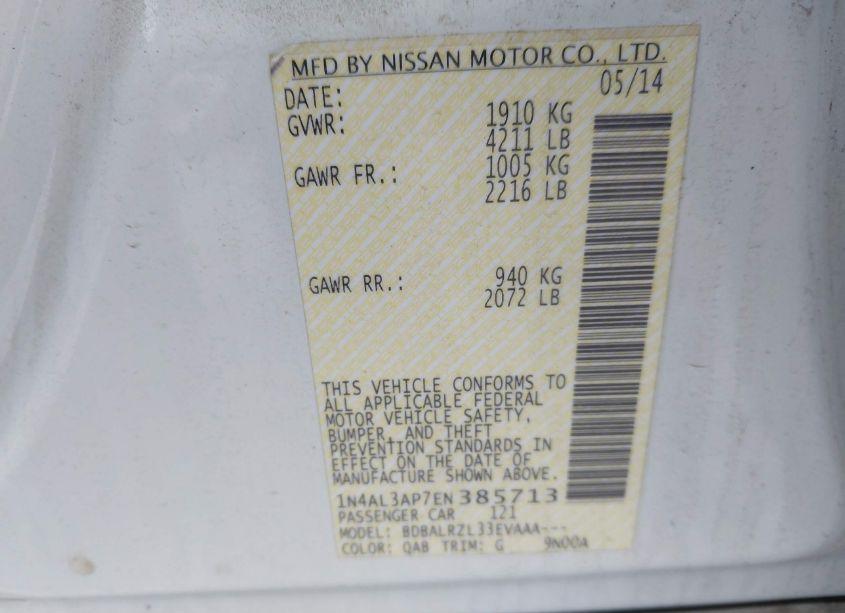 MFD BY NISSAN MOTOR CO., LTD.
DATE: 05/14
GVWR: 1910 KG
4211 LB
GAWR FR.: 1005 KG
2216 LB
GAWR RR.: 940 KG
2072 LB
THIS VEHICLE CONFORMS TO
ALL APPLICABLE FEDERAL
MOTOR VEHICLE SAFETY,
BUMPER, AND THEFT
PREVENTION STANDARDS IN
EFFECT ON THE DATE OF
MANUFACTURE SHOWN ABOVE.
1N4AL3AP7EN385713
PASSENGER CAR 121
MODEL: BDBALRZL33EVAAA---
COLOR: QAB TRIM: G 9N00A